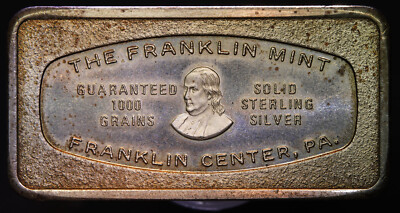 THE FRANKLIN MINT
GUARANTEED
1000
GRAINS
SOLID
STERLING
SILVER
FRANKLIN CENTER, PA.